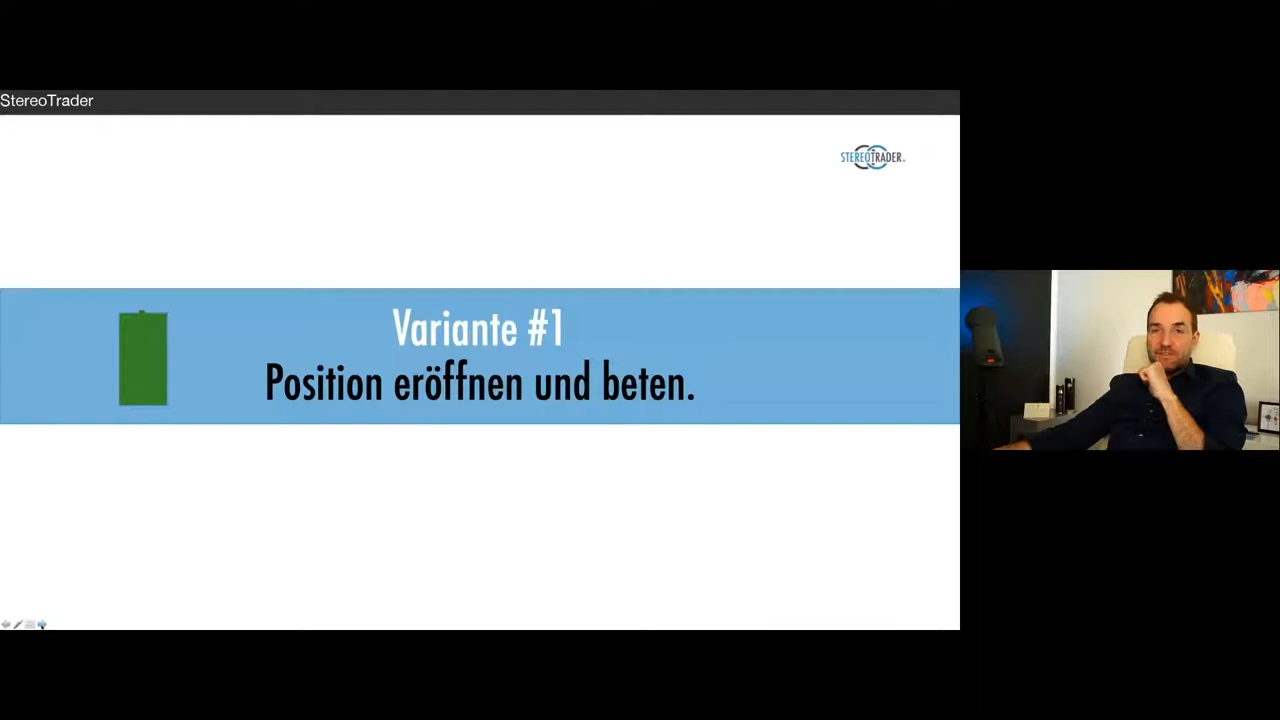 StereoTrader
STEREOTRADER
Variante #1
Position eröffnen und beten.